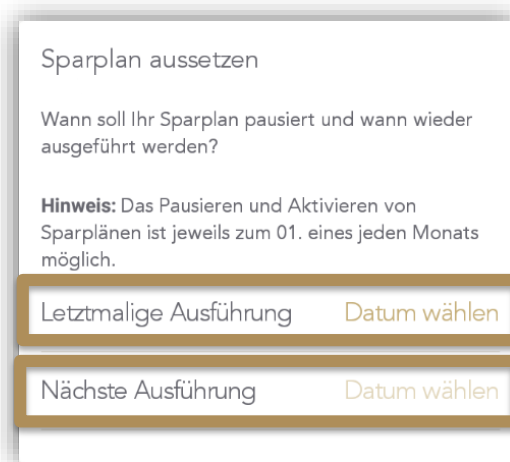 Sparplan aussetzen
Wann soll Ihr Sparplan pausiert und wann wieder
ausgeführt werden?
Hinweis: Das Pausieren und Aktivieren von
Sparplänen ist jeweils zum 01. eines jeden Monats
möglich.
Letztmalige Ausführung Datum wählen
Nächste Ausführung Datum wählen